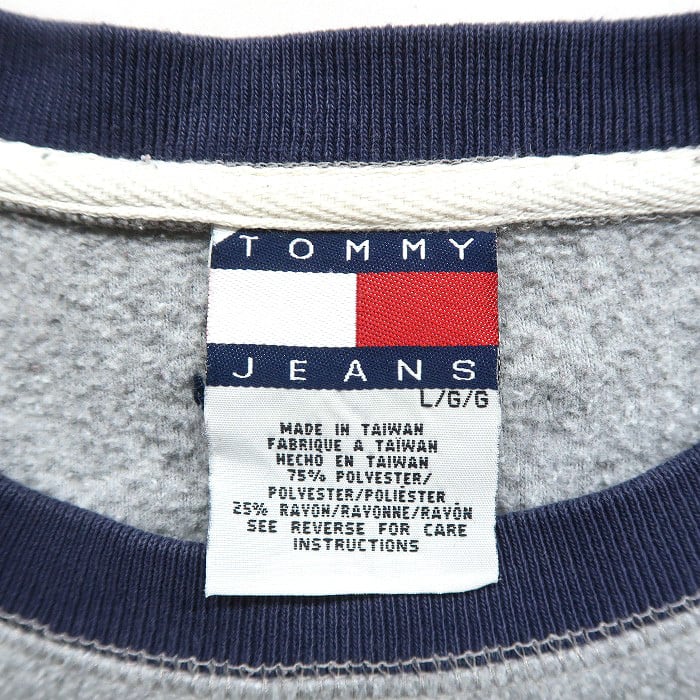 TOMMY
JEANS
L/G/G
MADE IN TAIWAN
FABRIQUE A TAÏWAN
HECHO EN TAIWAN
75% POLYESTER/
POLYESTER/POLIÉSTER
25% RAYON/RAYONNE/RAYÓN
SEE REVERSE FOR CARE
INSTRUCTIONS